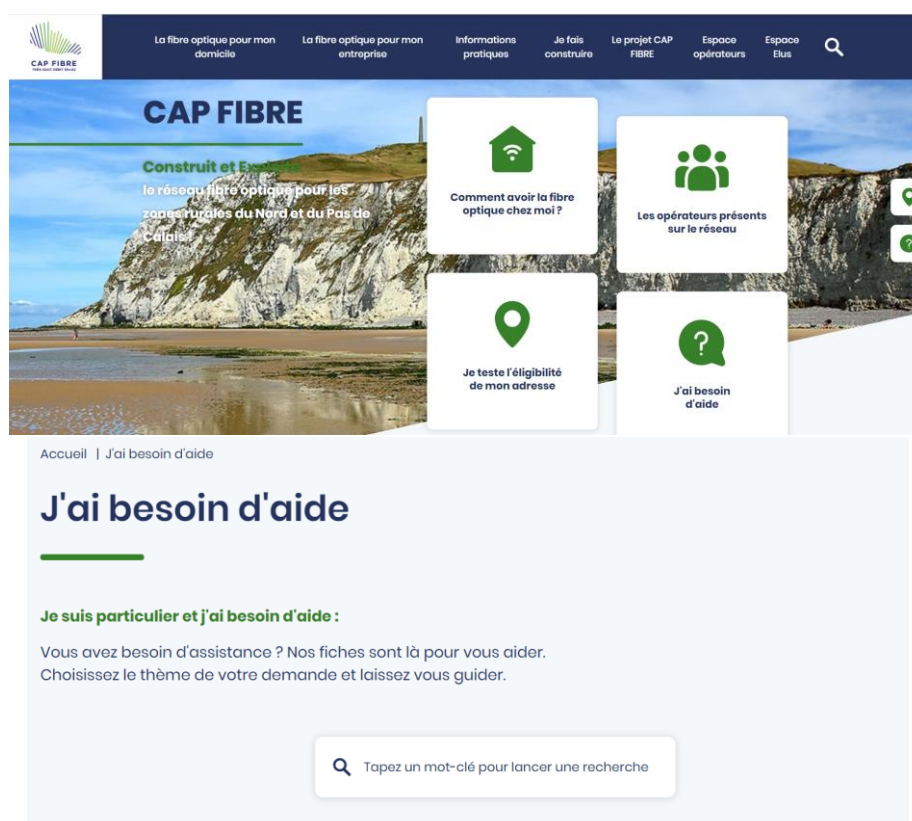 CAP FIBRE
La fibre optique pour mon
domicile
La fibre optique pour mon
entreprise
Informations
pratiques
Je fais
construire
Le projet CAP
FIBRE
Espace
opérateurs
Espace
Elus
CAP FIBRE
Construit et
le réseau fibre optique pour les
zones rurales du Nord et du Pas de
Calais !
Comment avoir la fibre
optique chez moi ?
Les opérateurs présents
sur le réseau
Je teste l'éligibilité
de mon adresse
J'ai besoin
d'aide
Accueil | J'ai besoin d'aide
J'ai besoin d'aide
Je suis particulier et j'ai besoin d'aide :
Vous avez besoin d'assistance ? Nos fiches sont là pour vous aider.
Choisissez le thème de votre demande et laissez vous guider.
Tapez un mot-clé pour lancer une recherche